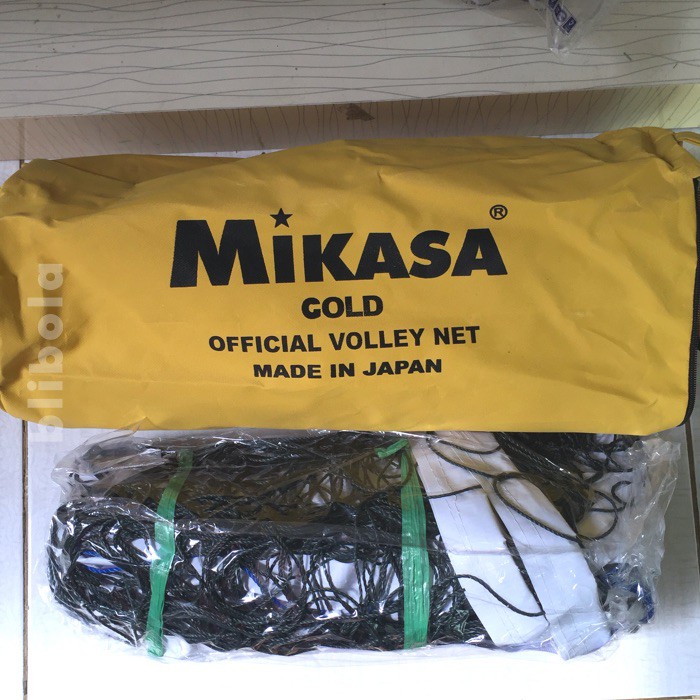 MiKASA®
GOLD
OFFICIAL VOLLEY NET
MADE IN JAPAN
Blibola